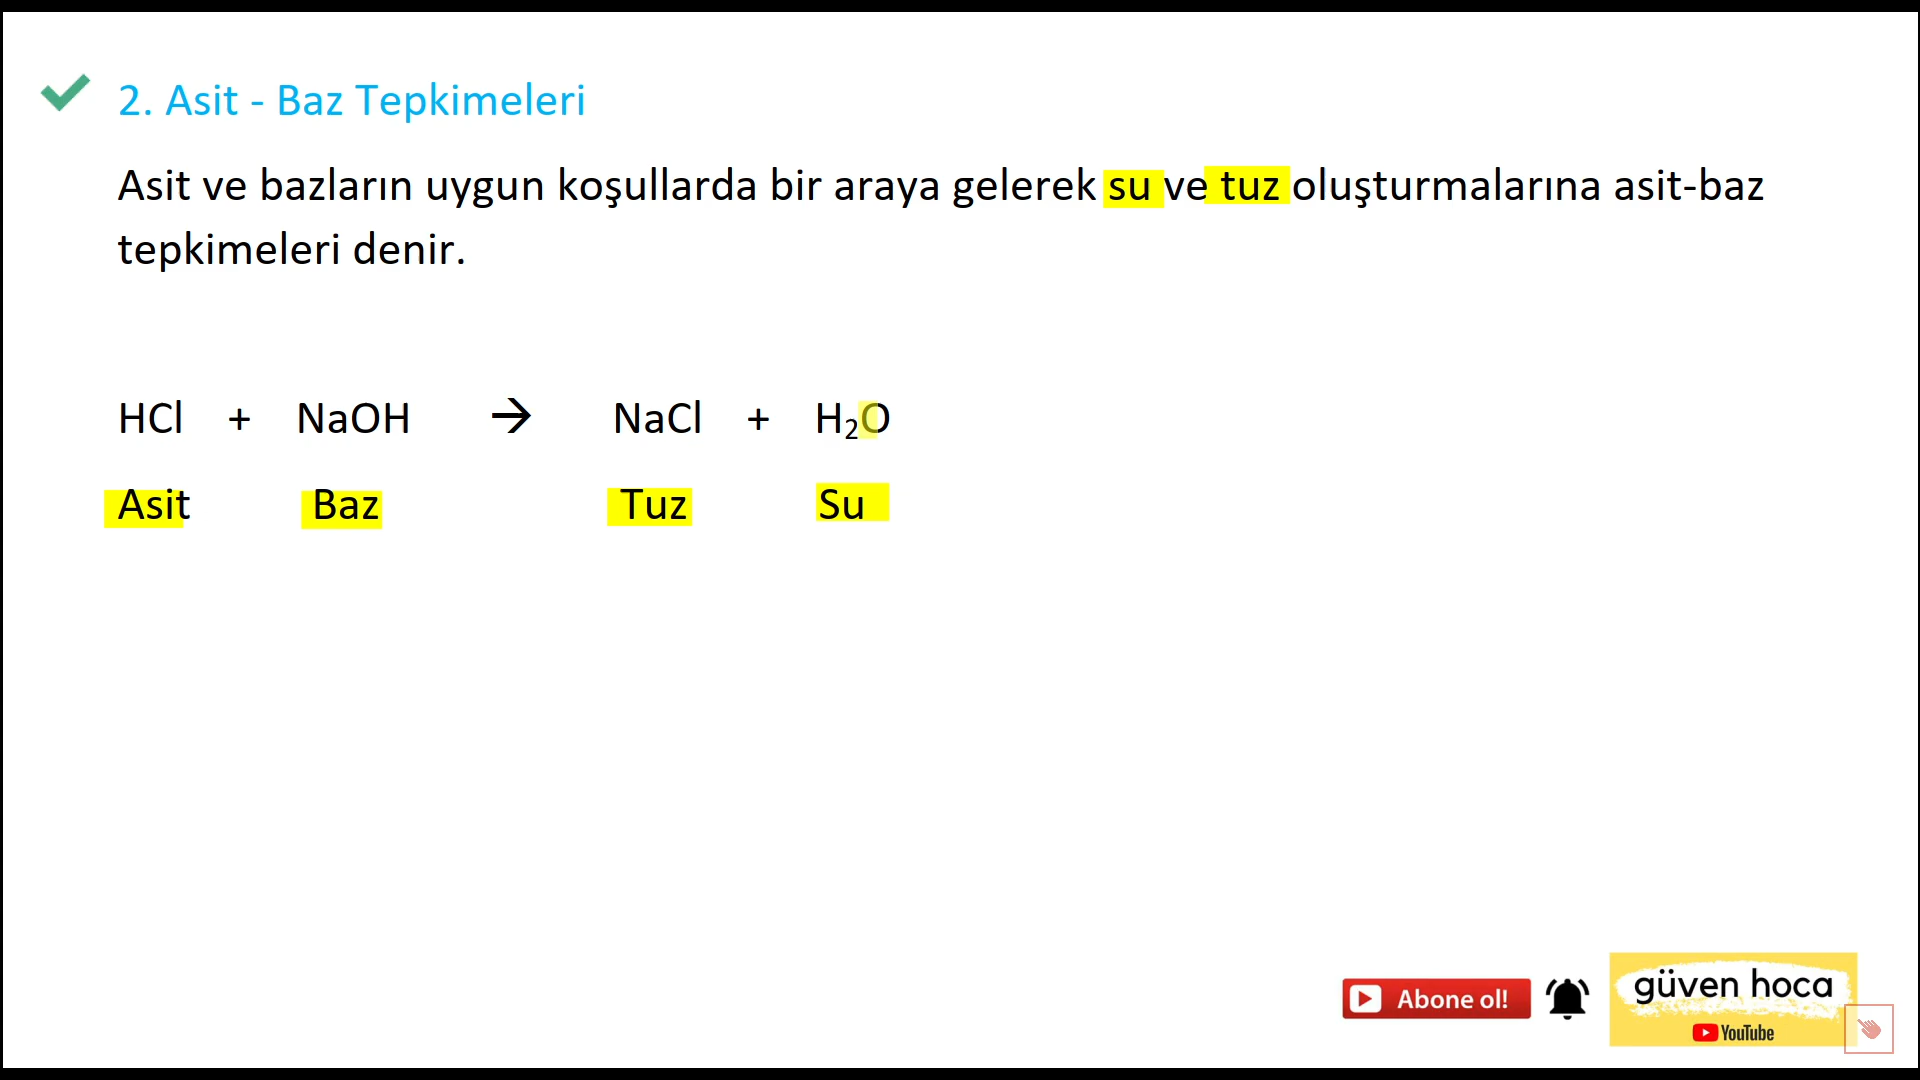 2. Asit - Baz Tepkimeleri
Asit ve bazların uygun koşullarda bir araya gelerek su ve tuz oluşturmalarına asit-baz
tepkimeleri denir.
HCl + NaOH → NaCl + H₂O
Asit Baz Tuz Su
Abone ol!
güven hoca
YouTube